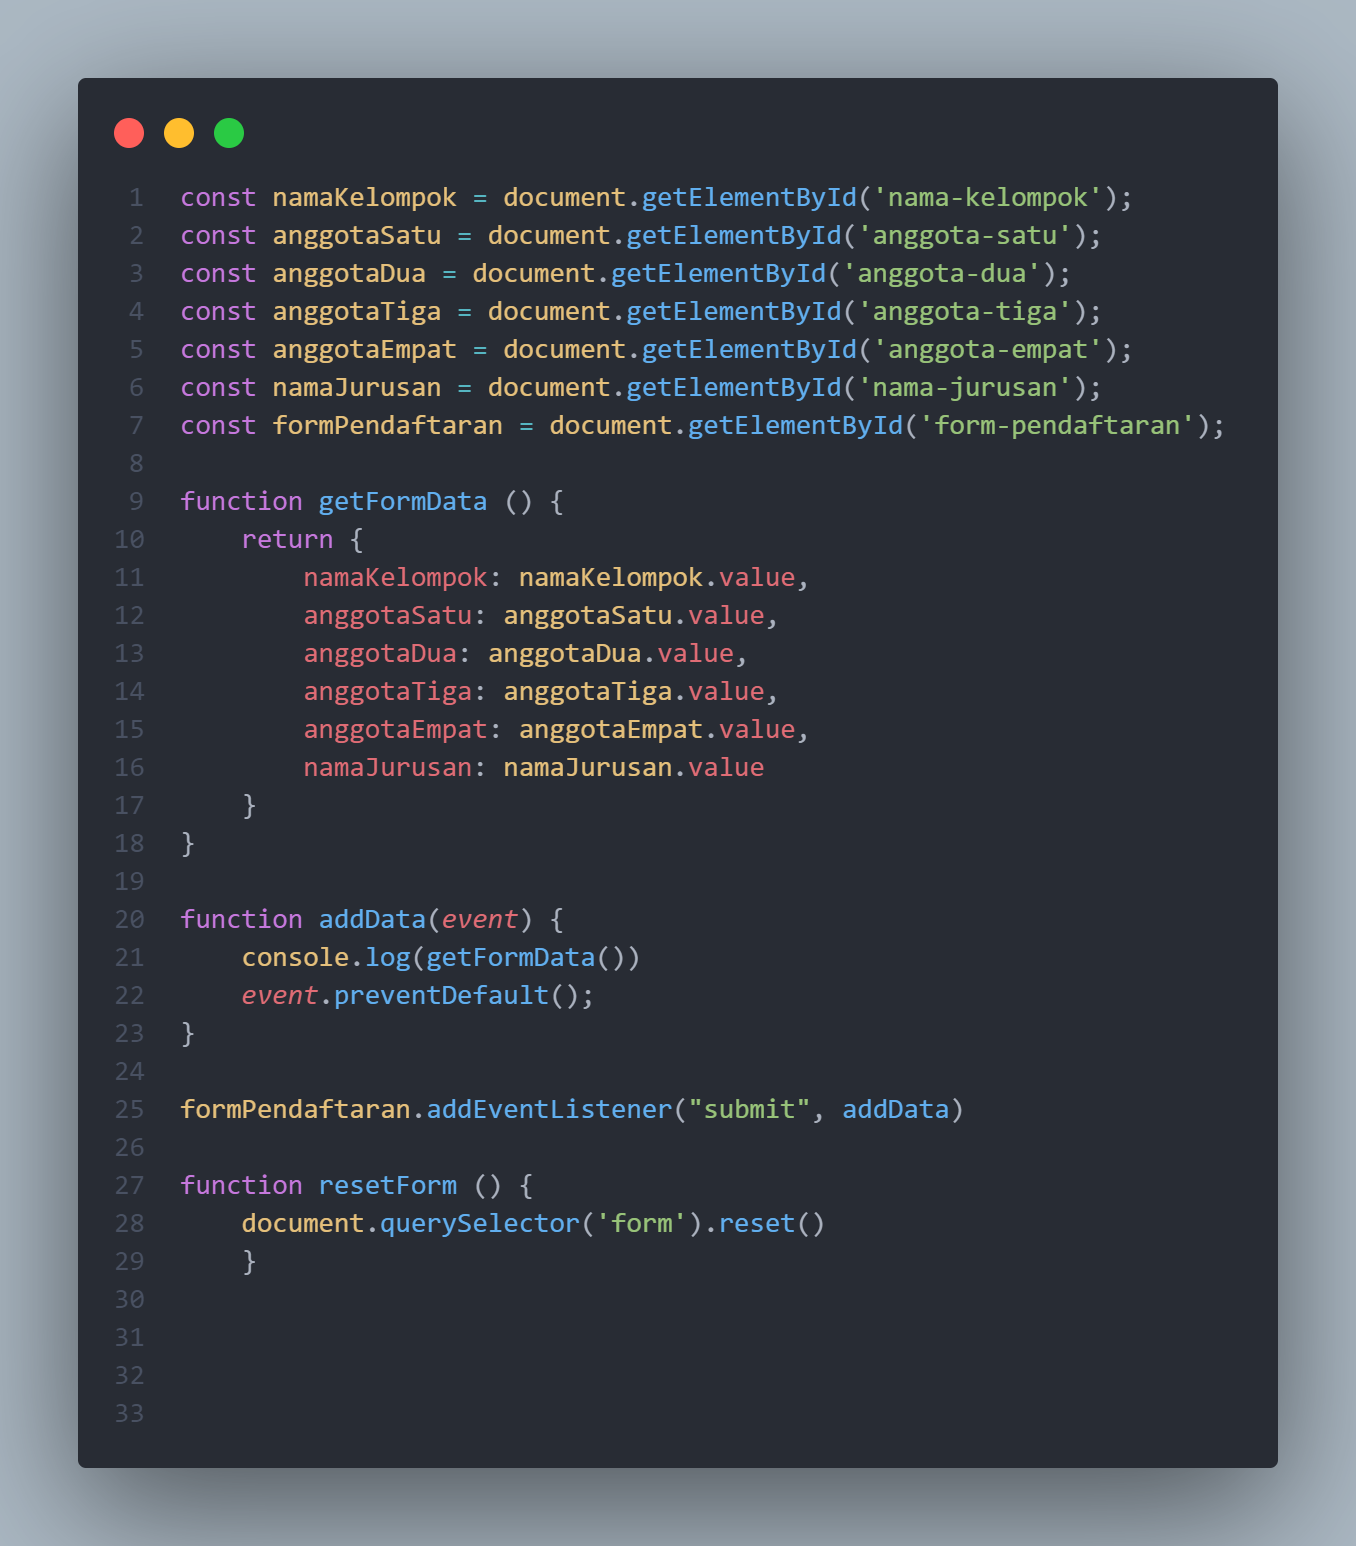 1 const namaKelompok = document.getElementById('nama-kelompok');
2 const anggotaSatu = document.getElementById('anggota-satu');
3 const anggotaDua = document.getElementById('anggota-dua');
4 const anggotaTiga = document.getElementById('anggota-tiga');
5 const anggotaEmpat = document.getElementById('anggota-empat');
6 const namaJurusan = document.getElementById('nama-jurusan');
7 const formPendaftaran = document.getElementById('form-pendaftaran');
8
9 function getFormData () {
10     return {
11         namaKelompok: namaKelompok.value,
12         anggotaSatu: anggotaSatu.value,
13         anggotaDua: anggotaDua.value,
14         anggotaTiga: anggotaTiga.value,
15         anggotaEmpat: anggotaEmpat.value,
16         namaJurusan: namaJurusan.value
17     }
18 }
19
20 function addData(event) {
21     console.log(getFormData())
22     event.preventDefault();
23 }
24
25 formPendaftaran.addEventListener("submit", addData)
26
27 function resetForm () {
28     document.querySelector('form').reset()
29     }
30
31
32
33